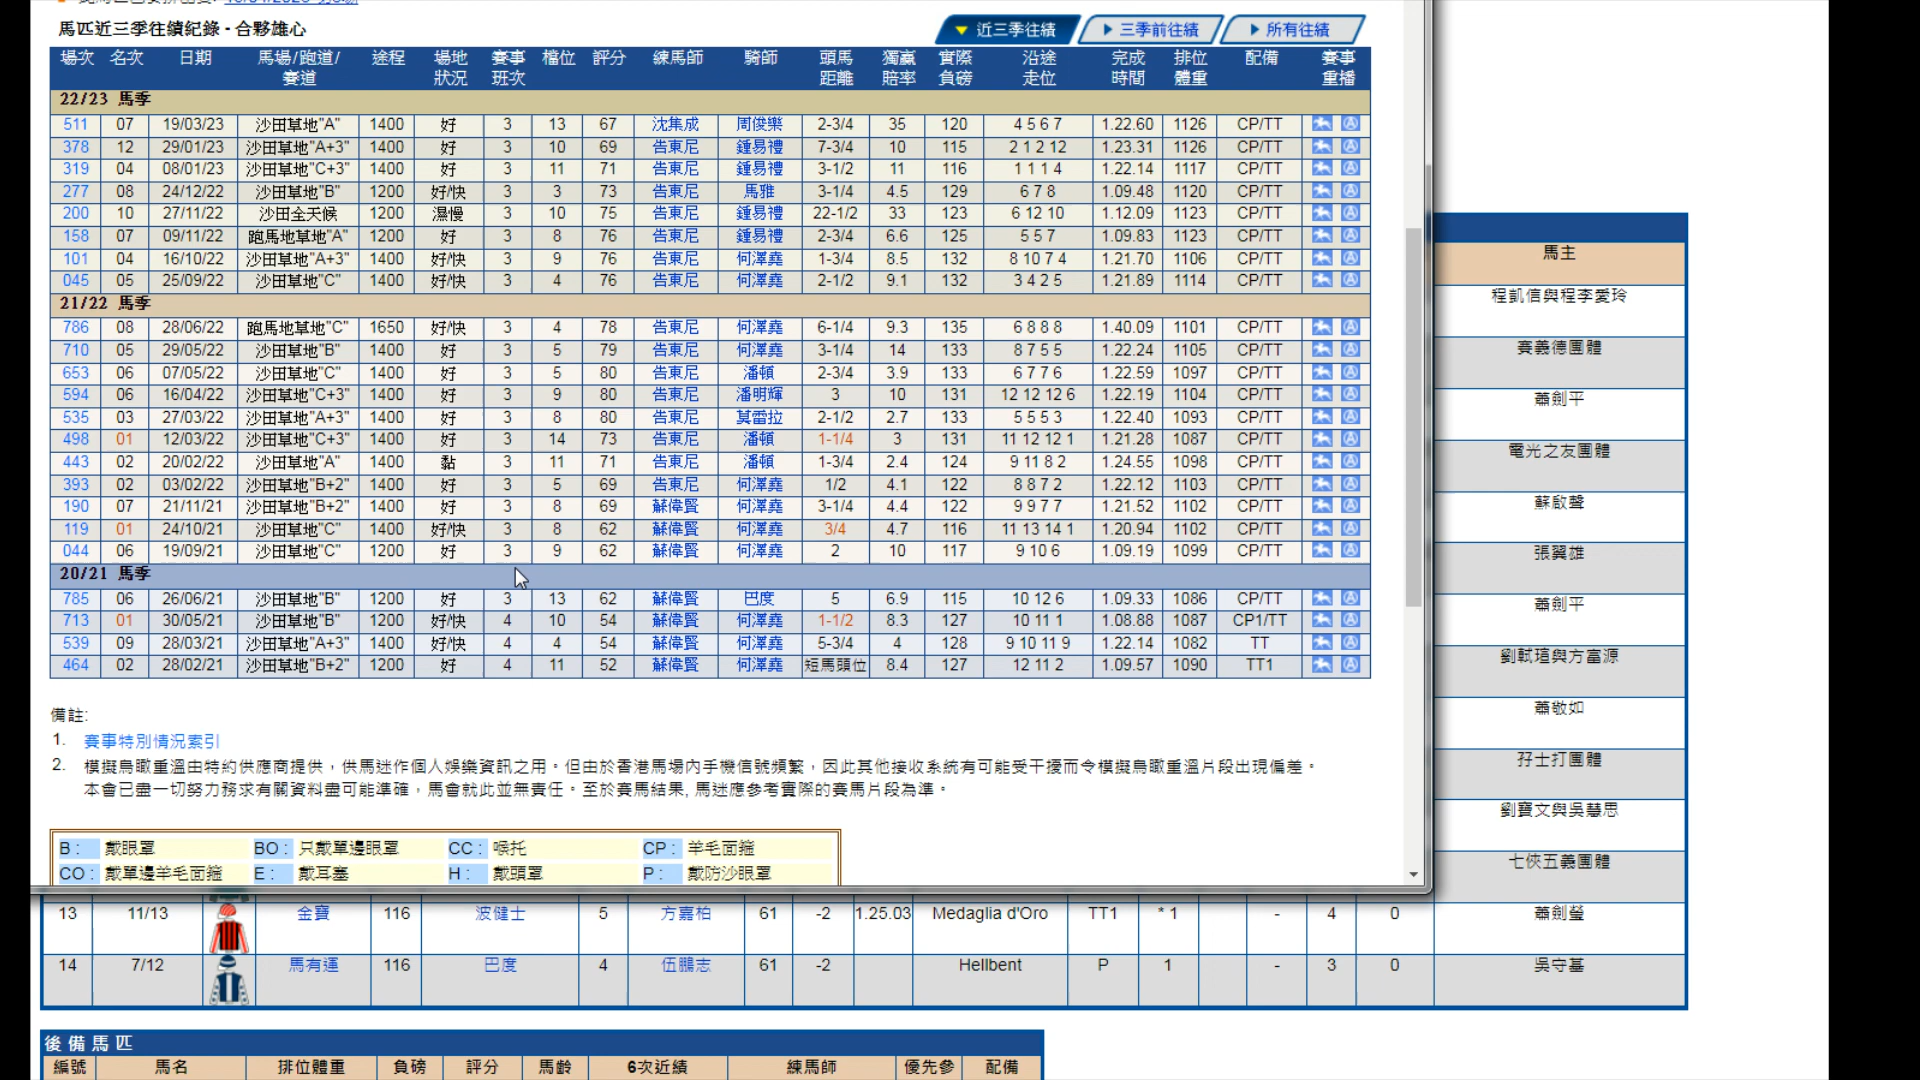 馬匹近三季往績紀錄 - 合夥雄心
近三季往績 三季前往績 所有往績
場次 名次 日期 馬場/跑道/賽道 途程 場地狀況 賽事班次 檔位 評分 練馬師 騎師 頭馬距離 獨贏賠率 實際負磅 沿途走位 完成時間 排位體重 配備 賽事重播
22/23 馬季
511 07 19/03/23 沙田草地"A" 1400 好 3 13 67 沈集成 周俊樂 2-3/4 35 120 4 5 6 7 1.22.60 1126 CP/TT
378 12 29/01/23 沙田草地"A+3" 1400 好 3 10 69 告東尼 鍾易禮 7-3/4 10 115 2 1 2 12 1.23.31 1126 CP/TT
319 04 08/01/23 沙田草地"C+3" 1400 好 3 11 71 告東尼 鍾易禮 3-1/2 11 116 1 1 1 4 1.22.14 1117 CP/TT
277 08 24/12/22 沙田草地"B" 1200 好/快 3 3 73 告東尼 馬雅 3-1/4 4.5 129 6 7 8 1.09.48 1120 CP/TT
200 10 27/11/22 沙田全天候 1200 濕慢 3 10 75 告東尼 鍾易禮 22-1/2 33 123 6 12 10 1.12.09 1123 CP/TT
158 07 09/11/22 跑馬地草地"A" 1200 好 3 8 76 告東尼 鍾易禮 2-3/4 6.6 125 5 5 7 1.09.83 1123 CP/TT
101 04 16/10/22 沙田草地"A+3" 1400 好/快 3 9 76 告東尼 何澤堯 1-3/4 8.5 132 8 10 7 4 1.21.70 1106 CP/TT
045 05 25/09/22 沙田草地"C" 1400 好/快 3 4 76 告東尼 何澤堯 2-1/2 9.1 132 3 4 2 5 1.21.89 1114 CP/TT
21/22 馬季
786 08 28/06/22 跑馬地草地"C" 1650 好/快 3 4 78 告東尼 何澤堯 6-1/4 9.3 135 6 8 8 8 1.40.09 1101 CP/TT
710 05 29/05/22 沙田草地"B" 1400 好 3 5 79 告東尼 何澤堯 3-1/4 14 133 8 7 5 5 1.22.24 1105 CP/TT
653 06 07/05/22 沙田草地"C" 1400 好 3 5 80 告東尼 潘頓 2-3/4 3.9 133 6 7 7 6 1.22.59 1097 CP/TT
594 06 16/04/22 沙田草地"C+3" 1400 好 3 9 80 告東尼 潘明輝 3 10 131 12 12 12 6 1.22.19 1104 CP/TT
535 03 27/03/22 沙田草地"A+3" 1400 好 3 8 80 告東尼 莫雷拉 2-1/2 2.7 133 5 5 5 3 1.22.40 1093 CP/TT
498 01 12/03/22 沙田草地"C+3" 1400 好 3 14 73 告東尼 潘頓 1-1/4 3 131 11 12 12 1 1.21.28 1087 CP/TT
443 02 20/02/22 沙田草地"A" 1400 黏 3 11 71 告東尼 潘頓 1-3/4 2.4 124 9 11 8 2 1.24.55 1098 CP/TT
393 02 03/02/22 沙田草地"B+2" 1400 好 3 5 69 告東尼 何澤堯 1/2 4.1 122 8 8 7 2 1.22.12 1103 CP/TT
190 07 21/11/21 沙田草地"B+2" 1400 好 3 8 69 蘇偉賢 何澤堯 3-1/4 4.4 122 9 9 7 7 1.21.52 1102 CP/TT
119 01 24/10/21 沙田草地"C" 1400 好/快 3 8 62 蘇偉賢 何澤堯 3/4 4.7 116 11 13 14 1 1.20.94 1102 CP/TT
044 06 19/09/21 沙田草地"C" 1200 好 3 9 62 蘇偉賢 何澤堯 2 10 117 9 10 6 1.09.19 1099 CP/TT
20/21 馬季
785 06 26/06/21 沙田草地"B" 1200 好 3 13 62 蘇偉賢 巴度 5 6.9 115 10 12 6 1.09.33 1086 CP/TT
713 01 30/05/21 沙田草地"B" 1200 好/快 4 10 54 蘇偉賢 何澤堯 1-1/2 8.3 127 10 11 1 1.08.88 1087 CP1/TT
539 09 28/03/21 沙田草地"A+3" 1400 好/快 4 4 54 蘇偉賢 何澤堯 5-3/4 4 128 9 10 11 9 1.22.14 1082 TT
464 02 28/02/21 沙田草地"B+2" 1200 好 4 11 52 蘇偉賢 何澤堯 短馬頭位 8.4 127 12 11 2 1.09.57 1090 TT1
備註:
1. 賽事特別情況索引
2. 模擬鳥瞰重溫由特約供應商提供，供馬迷作個人娛樂資訊之用。但由於香港馬場內手機信號頻繁，因此其他接收系統有可能受干擾而令模擬鳥瞰重溫片段出現偏差。
本會已盡一切努力務求有關資料盡可能準確，馬會就此並無責任。至於賽馬結果, 馬迷應參考實際的賽馬片段為準。
B : 戴眼罩 BO : 只戴單邊眼罩 CC : 喉托 CP : 羊毛面箍
CO : 戴單邊羊毛面箍 E : 戴耳塞 H : 戴頭罩 P : 戴防沙眼罩
馬主
程凱信與程李愛玲
賽義德團體
蕭劍平
電光之友團體
蘇啟聲
張翼雄
蕭劍平
劉軾瑄與方富源
蕭敬如
孖士打團體
劉寶文與吳慧思
七俠五義團體
13 11/13 金寶 116 波健士 5 方嘉柏 61 -2 1.25.03 Medaglia d'Oro TT1 * 1 - 4 0 蕭劍瑩
14 7/12 馬有運 116 巴度 4 伍鵬志 61 -2 Hellbent P 1 - 3 0 吳守基
後備馬匹
編號 馬名 排位體重 負磅 評分 馬齡 6次近績 練馬師 優先參 配備